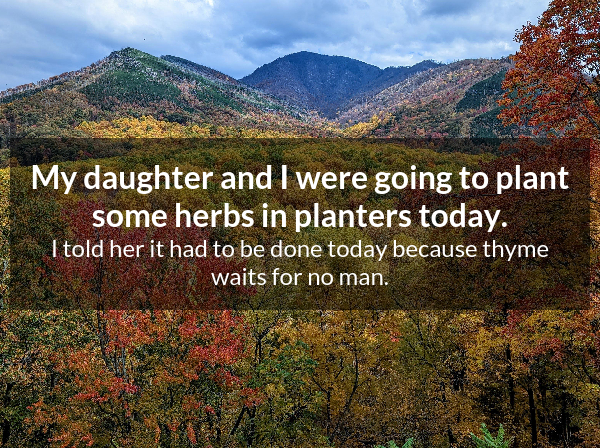 My daughter and I were going to plant
some herbs in planters today.
I told her it had to be done today because thyme
waits for no man.